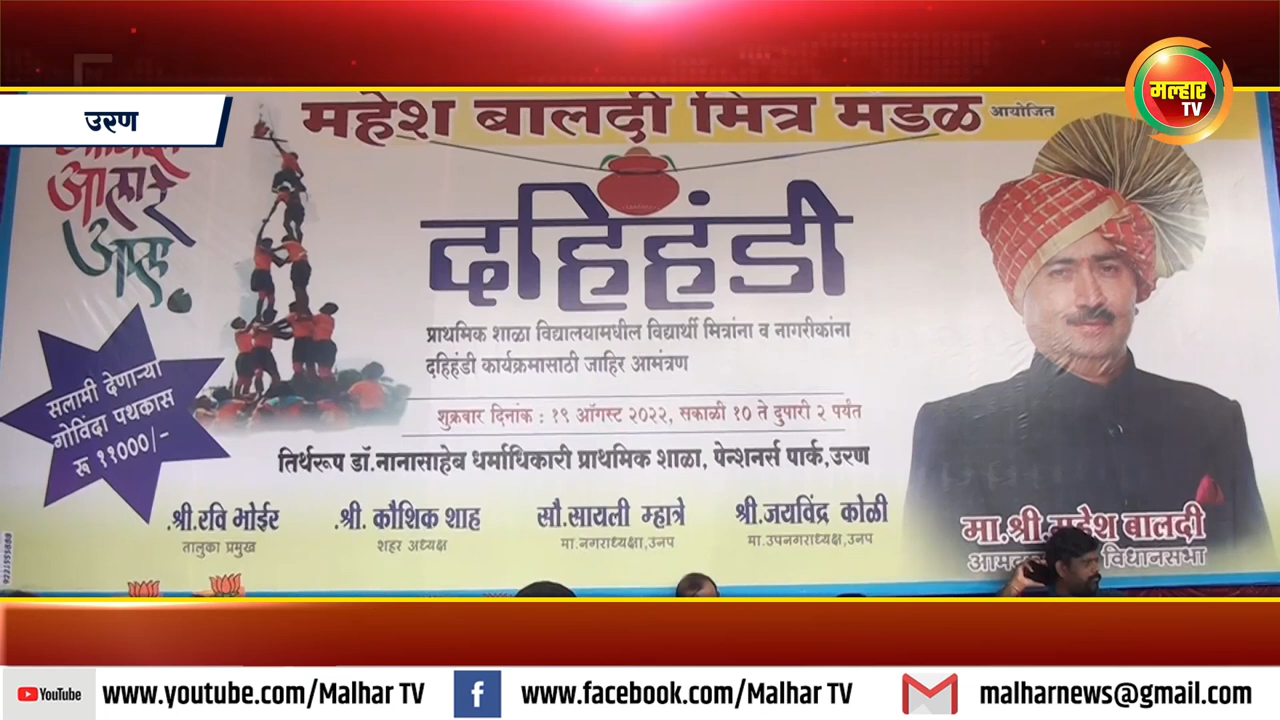 उरण
मल्हार
TV
महेश बालदी मित्र मडळ आयोजित
आला रे
आला
दहिहंडी
प्राथमिक शाळा विद्यालयामधील विद्यार्थी मित्रांना व नागरीकांना
दहिहंडी कार्यक्रमासाठी जाहिर आमंत्रण
शुक्रवार दिनांक : १९ ऑगस्ट २०२२, सकाळी १० ते दुपारी २ पर्यंत
सलामी देणाऱ्या
गोविंदा पथकास
रू ११000/-
तिर्थरूप डॉ.नानासाहेब धर्माधिकारी प्राथमिक शाळा, पेन्शनर्स पार्क,उरण
.श्री.रवि भोईर
तालुका प्रमुख
.श्री. कौशिक शाह
शहर अध्यक्ष
सौ.सायली म्हात्रे
मा.नगराध्यक्षा,उनप
श्री.जयविंद्र कोळी
मा.उपनगराध्यक्ष,उनप
मा.श्री.महेश बालदी
विधानसभा
YouTube
www.youtube.com/Malhar TV
www.facebook.com/Malhar TV
malharnews@gmail.com